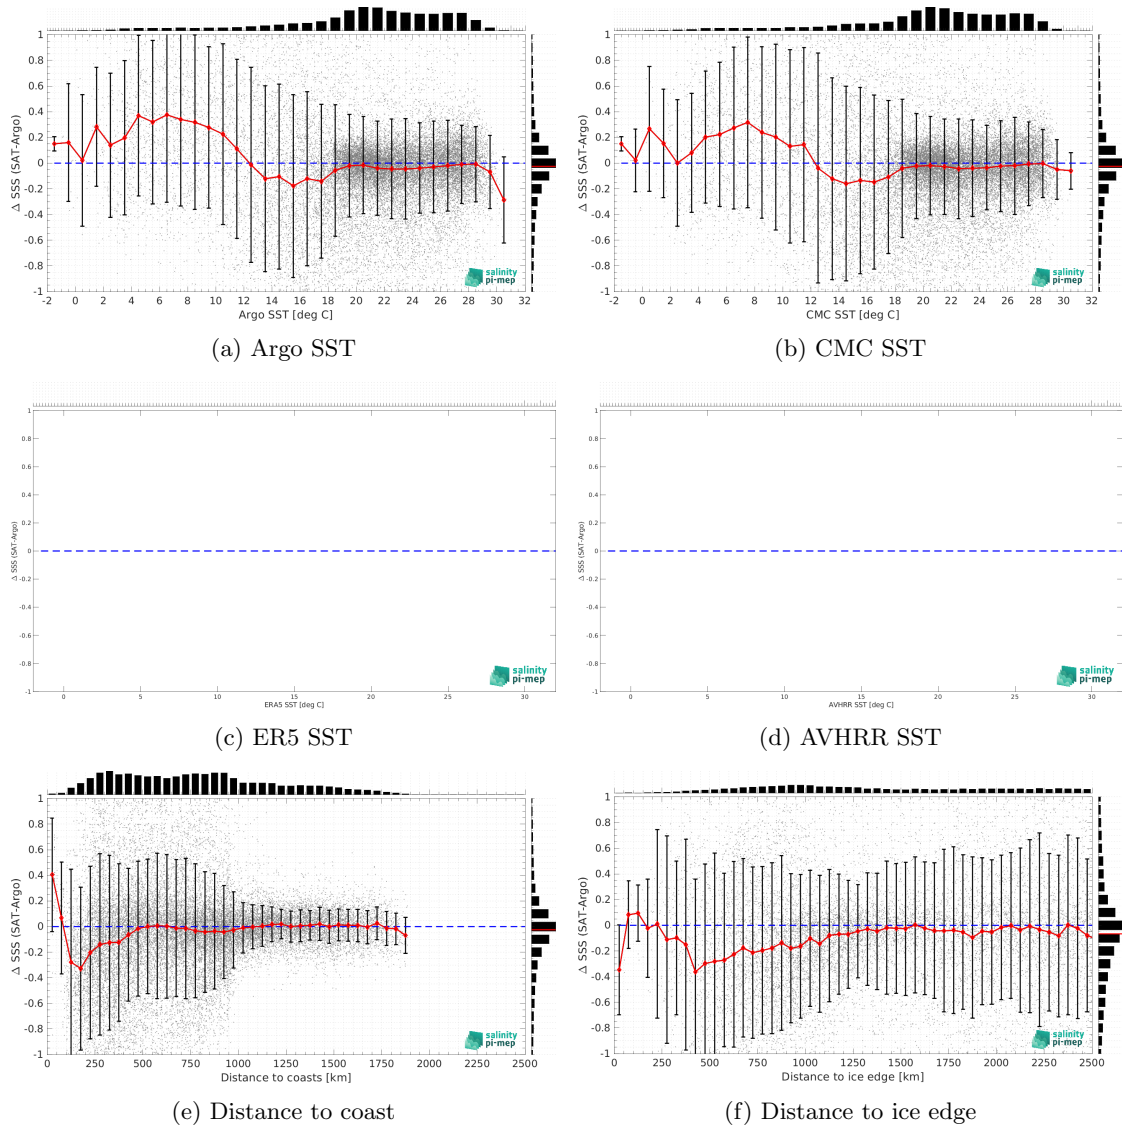 1
0.8
0.6
0.4
0.2
0
-0.2
-0.4
-0.6
-0.8
-1
Δ SSS (SAT-Argo)
-2 0 2 4 6 8 10 12 14 16 18 20 22 24 26 28 30 32
Argo SST [deg C]
salinity
pi-mep
(a) Argo SST
1
0.8
0.6
0.4
0.2
0
-0.2
-0.4
-0.6
-0.8
-1
Δ SSS (SAT-Argo)
-2 0 2 4 6 8 10 12 14 16 18 20 22 24 26 28 30 32
CMC SST [deg C]
salinity
pi-mep
(b) CMC SST
1
0.8
0.6
0.4
0.2
0
-0.2
-0.4
-0.6
-0.8
-1
Δ SSS (SAT-Argo)
0 5 10 15 20 25 30
ERA5 SST [deg C]
salinity
pi-mep
(c) ER5 SST
1
0.8
0.6
0.4
0.2
0
-0.2
-0.4
-0.6
-0.8
-1
Δ SSS (SAT-Argo)
0 5 10 15 20 25 30
AVHRR SST [deg C]
salinity
pi-mep
(d) AVHRR SST
1
0.8
0.6
0.4
0.2
0
-0.2
-0.4
-0.6
-0.8
-1
Δ SSS (SAT-Argo)
0 250 500 750 1000 1250 1500 1750 2000 2250 2500
Distance to coasts [km]
salinity
pi-mep
(e) Distance to coast
1
0.8
0.6
0.4
0.2
0
-0.2
-0.4
-0.6
-0.8
-1
Δ SSS (SAT-Argo)
0 250 500 750 1000 1250 1500 1750 2000 2250 2500
Distance to ice edge [km]
salinity
pi-mep
(f) Distance to ice edge